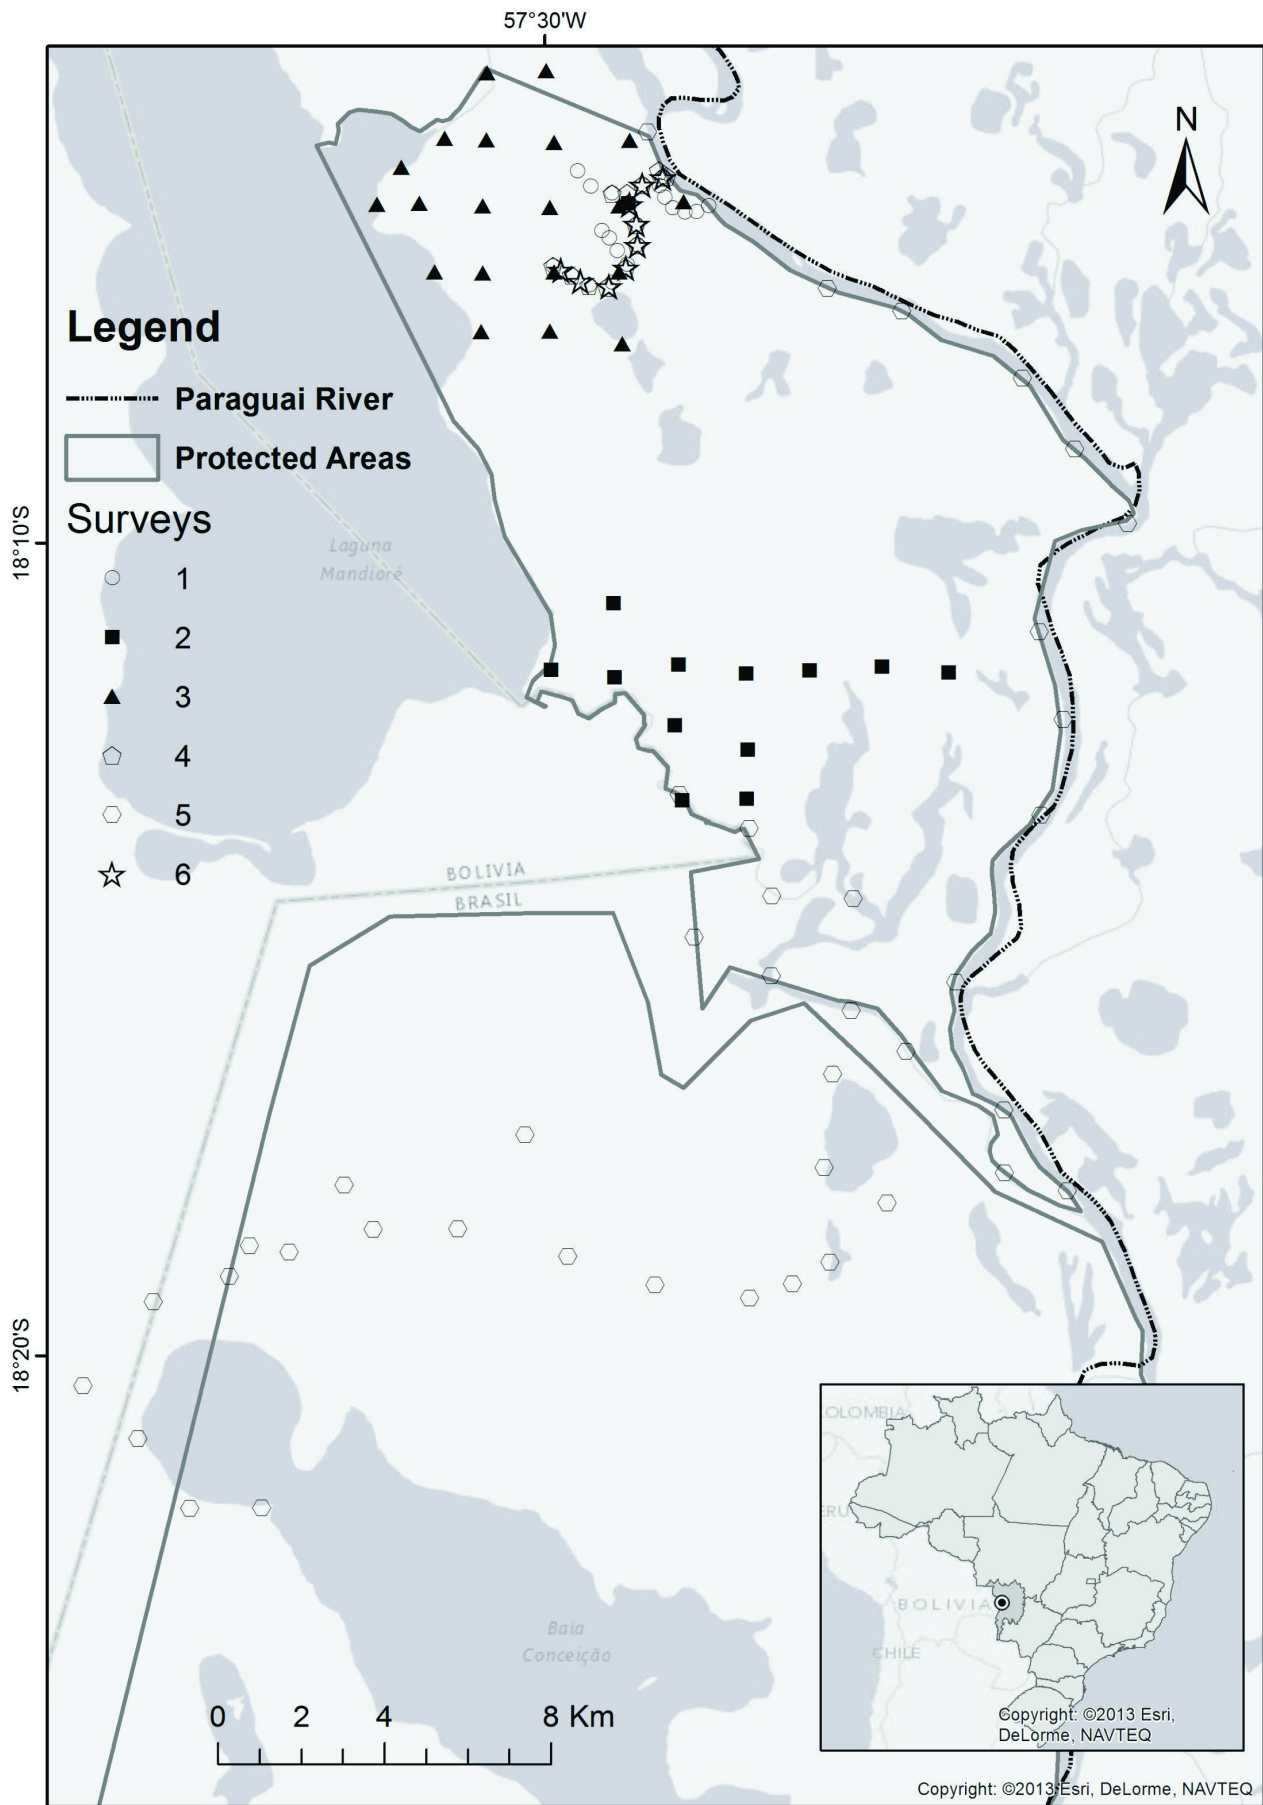 57°30'W
N
Legend
Paraguai River
Protected Areas
Surveys
1
2
3
4
5
6
18°10'S
Laguna
Mandioré
BOLIVIA
BRASIL
18°20'S
Baía
Conceição
0 2 4 8 Km
OLOMBIA
ERU
BOLIVIA
CHILE
Copyright: ©2013 Esri,
DeLorme, NAVTEQ
Copyright: ©2013 Esri, DeLorme, NAVTEQ